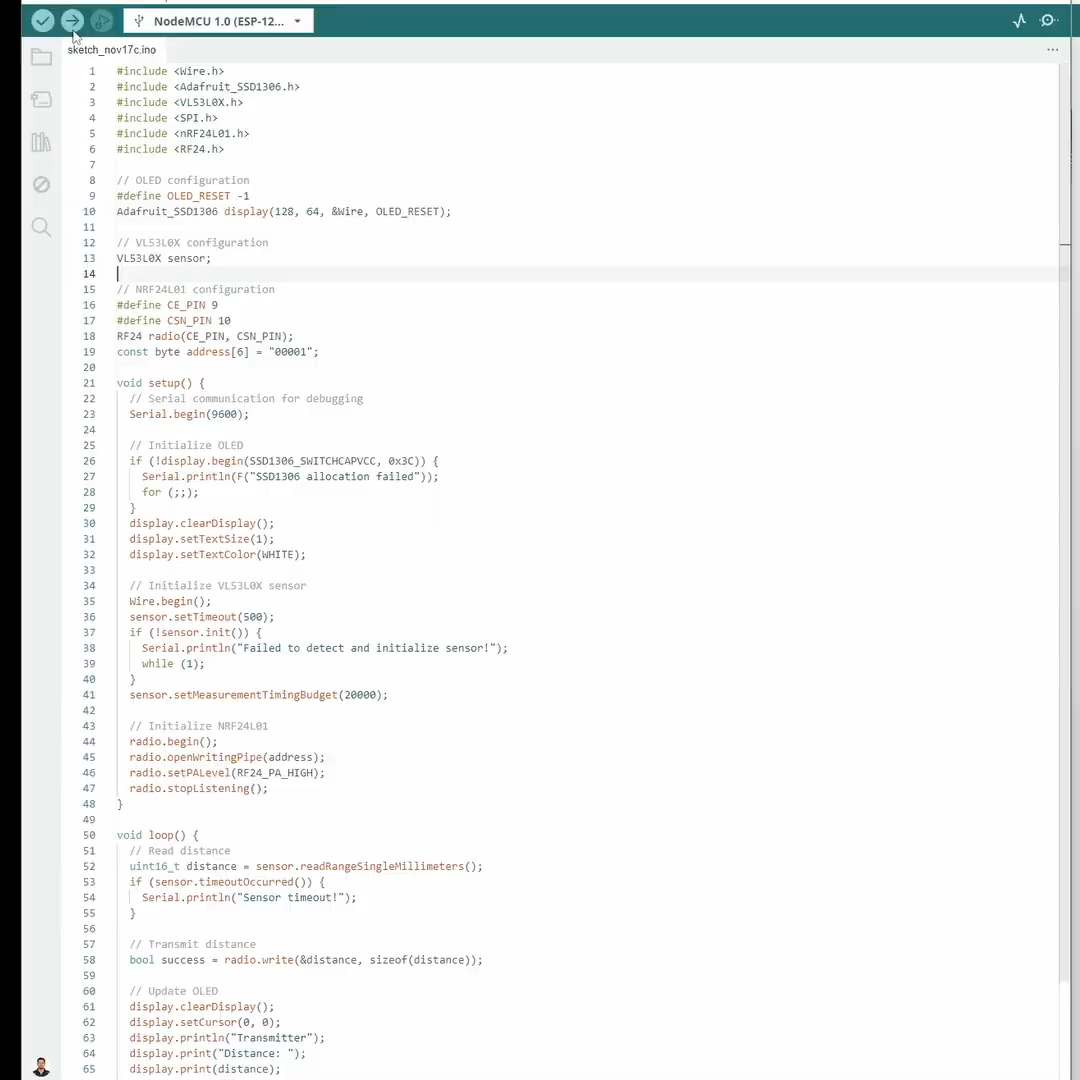 NodeMCU 1.0 (ESP-12...
sketch_nov17c.ino
1 #include <Wire.h>
2 #include <Adafruit_SSD1306.h>
3 #include <VL53L0X.h>
4 #include <SPI.h>
5 #include <nRF24L01.h>
6 #include <RF24.h>
7
8 // OLED configuration
9 #define OLED_RESET -1
10 Adafruit_SSD1306 display(128, 64, &Wire, OLED_RESET);
11
12 // VL53L0X configuration
13 VL53L0X sensor;
14
15 // NRF24L01 configuration
16 #define CE_PIN 9
17 #define CSN_PIN 10
18 RF24 radio(CE_PIN, CSN_PIN);
19 const byte address[6] = "00001";
20
21 void setup() {
22 // Serial communication for debugging
23 Serial.begin(9600);
24
25 // Initialize OLED
26 if (!display.begin(SSD1306_SWITCHCAPVCC, 0x3C)) {
27 Serial.println(F("SSD1306 allocation failed"));
28 for (;;);
29 }
30 display.clearDisplay();
31 display.setTextSize(1);
32 display.setTextColor(WHITE);
33
34 // Initialize VL53L0X sensor
35 Wire.begin();
36 sensor.setTimeout(500);
37 if (!sensor.init()) {
38 Serial.println("Failed to detect and initialize sensor!");
39 while (1);
40 }
41 sensor.setMeasurementTimingBudget(20000);
42
43 // Initialize NRF24L01
44 radio.begin();
45 radio.openWritingPipe(address);
46 radio.setPALevel(RF24_PA_HIGH);
47 radio.stopListening();
48 }
49
50 void loop() {
51 // Read distance
52 uint16_t distance = sensor.readRangeSingleMillimeters();
53 if (sensor.timeoutOccurred()) {
54 Serial.println("Sensor timeout!");
55 }
56
57 // Transmit distance
58 bool success = radio.write(&distance, sizeof(distance));
59
60 // Update OLED
61 display.clearDisplay();
62 display.setCursor(0, 0);
63 display.println("Transmitter");
64 display.print("Distance: ");
65 display.print(distance);